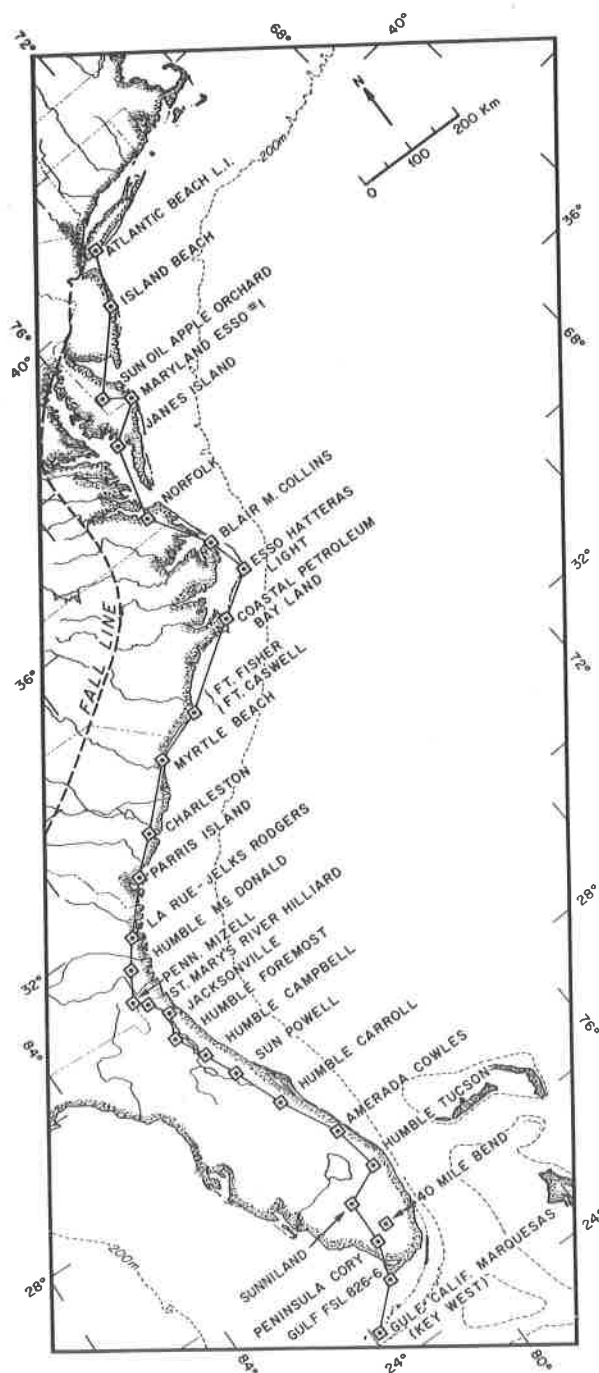 72°
68°
40°
N
200m
0 100 200 Km
36°
ATLANTIC BEACH L.I.
ISLAND BEACH
68°
76°
40°
SUN OIL APPLE ORCHARD
MARYLAND ESSO #1
JANES ISLAND
NORFOLK
BLAIR M. COLLINS
ESSO HATTERAS
LIGHT
32°
COASTAL PETROLEUM
BAY LAND
72°
FALL LINE
36°
FT. FISHER
FT. CASWELL
MYRTLE BEACH
CHARLESTON
PARRIS ISLAND
LA RUE-JELKS RODGERS
HUMBLE Mc DONALD
PENN. MIZELL
ST. MARY'S RIVER HILLIARD
JACKSONVILLE
HUMBLE FOREMOST
HUMBLE CAMPBELL
28°
32°
SUN POWELL
76°
84°
HUMBLE CARROLL
AMERADA COWLES
HUMBLE TUCSON
40 MILE BEND
24°
SUNNILAND
PENINSULA CORY
GULF FSL 826-G
GULF CALIF. MARQUESAS
(KEY WEST)
200m
28°
84°
24°
80°